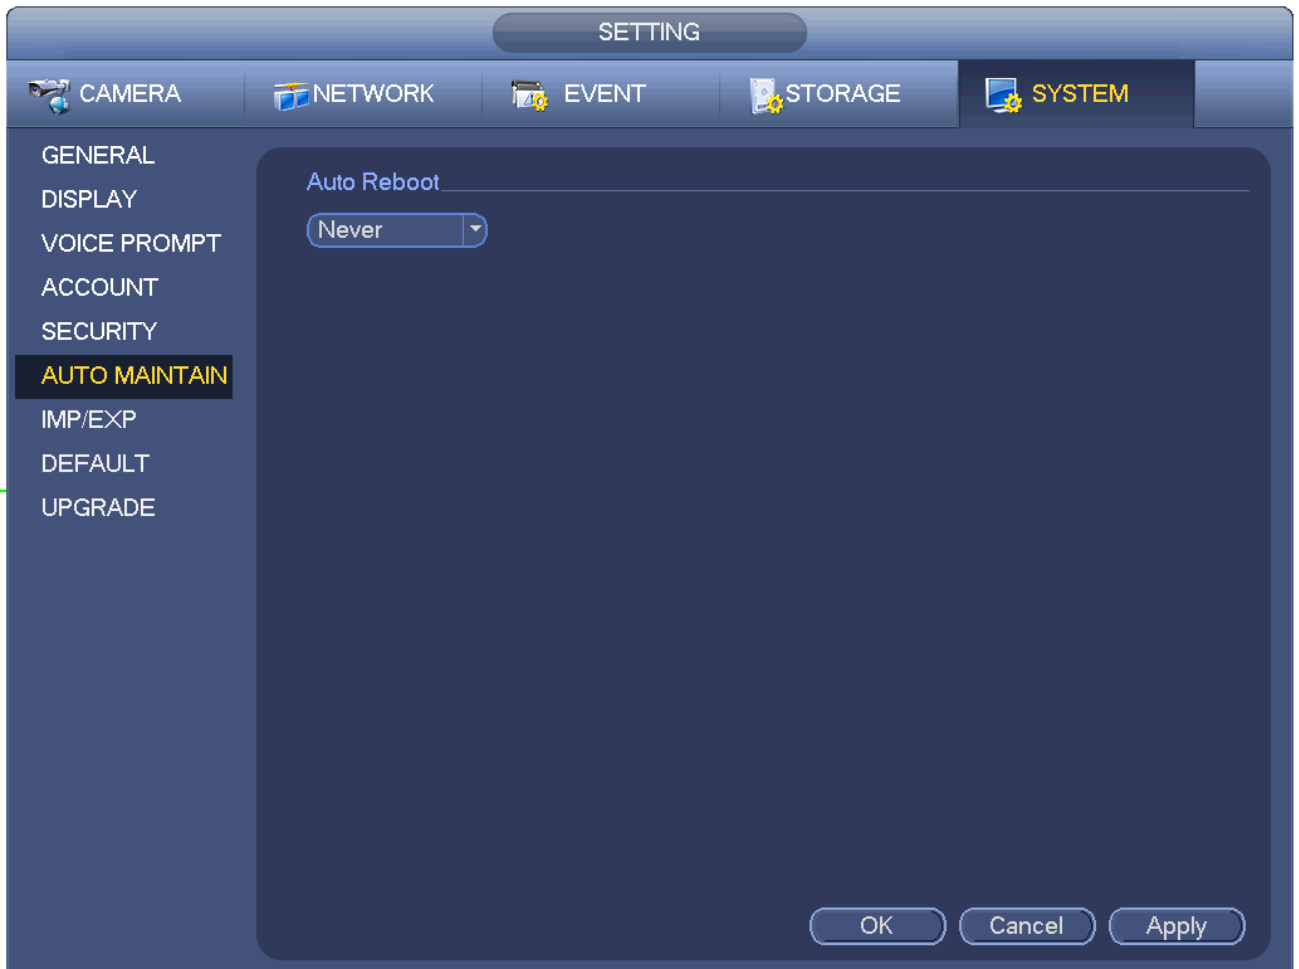 SETTING
CAMERA NETWORK EVENT STORAGE SYSTEM
GENERAL
DISPLAY
VOICE PROMPT
ACCOUNT
SECURITY
AUTO MAINTAIN
IMP/EXP
DEFAULT
UPGRADE
Auto Reboot
Never
OK Cancel Apply